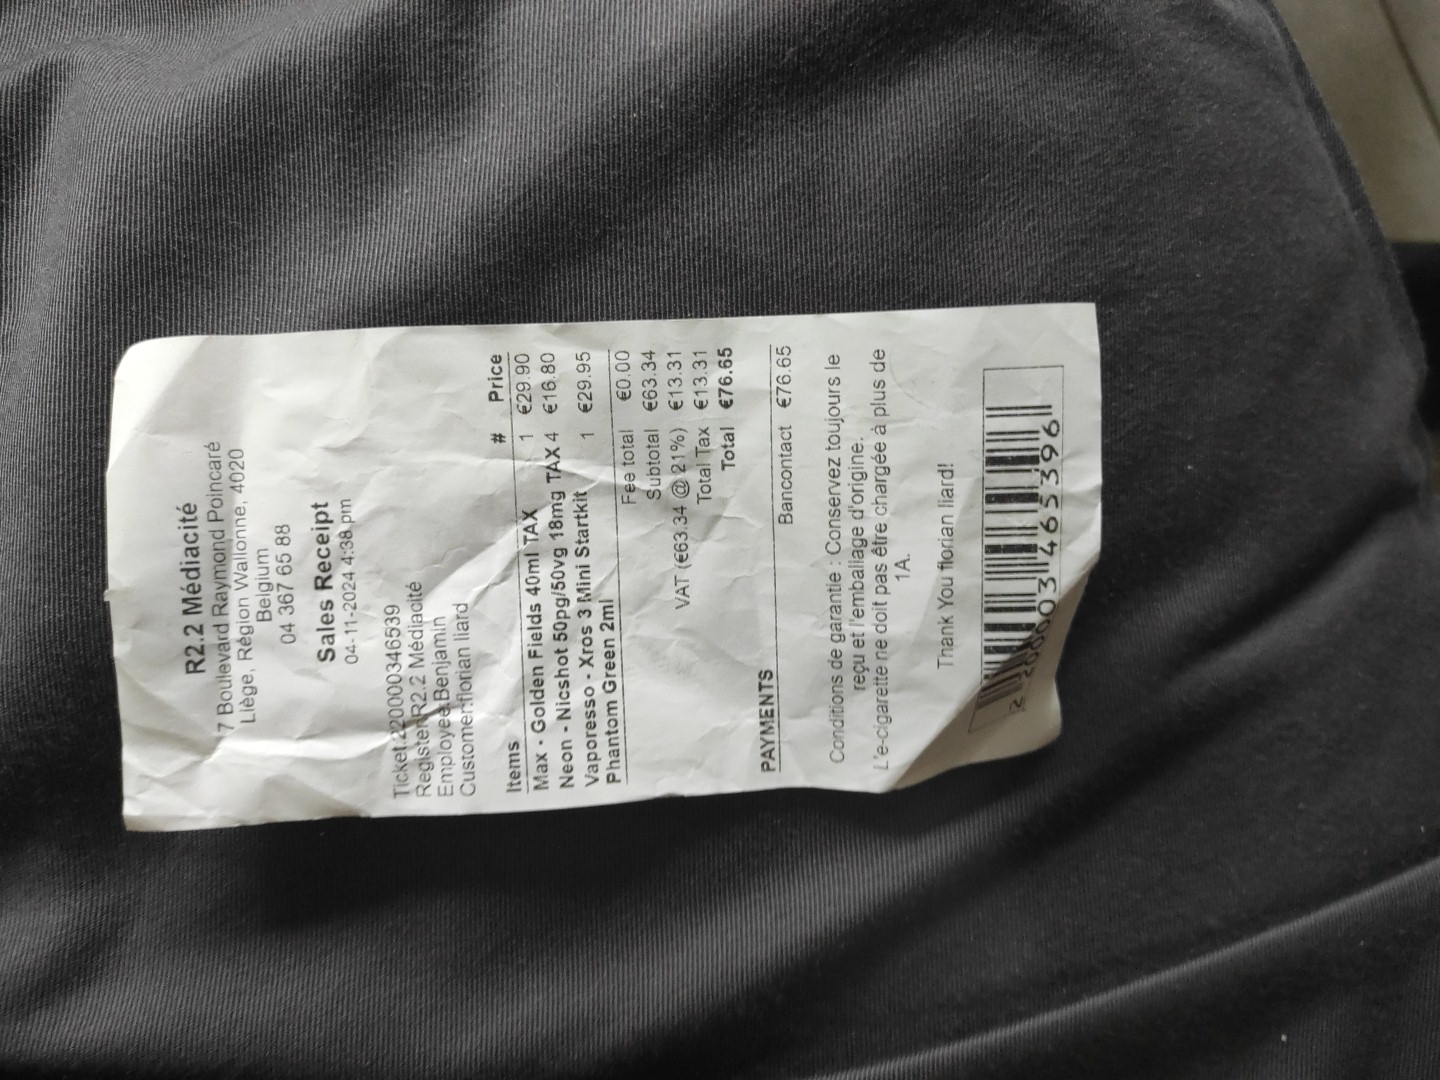 R2.2 Médiacité
7 Boulevard Raymond Poincaré
Liège, Région Wallonne, 4020
Belgium
04 367 65 88
Sales Receipt
04-11-2024 4:38 pm
Ticket:220000346539
Register:R2.2 Médiacité
Employee:Benjamin
Customer:florian liard
Items # Price
Max - Golden Fields 40ml TAX 1 €29.90
Neon - Nicshot 50pg/50vg 18mg TAX 4 €16.80
Vaporesso - Xros 3 Mini Startkit 1 €29.95
Phantom Green 2ml
Fee total €0.00
Subtotal €63.34
VAT (€63.34 @ 21%) €13.31
Total Tax €13.31
Total €76.65
PAYMENTS
Bancontact €76.65
Conditions de garantie : Conservez toujours le
reçu et l'emballage d'origine.
L'e-cigarette ne doit pas être chargée à plus de
1A.
Thank You florian liard!
2 200003 465396